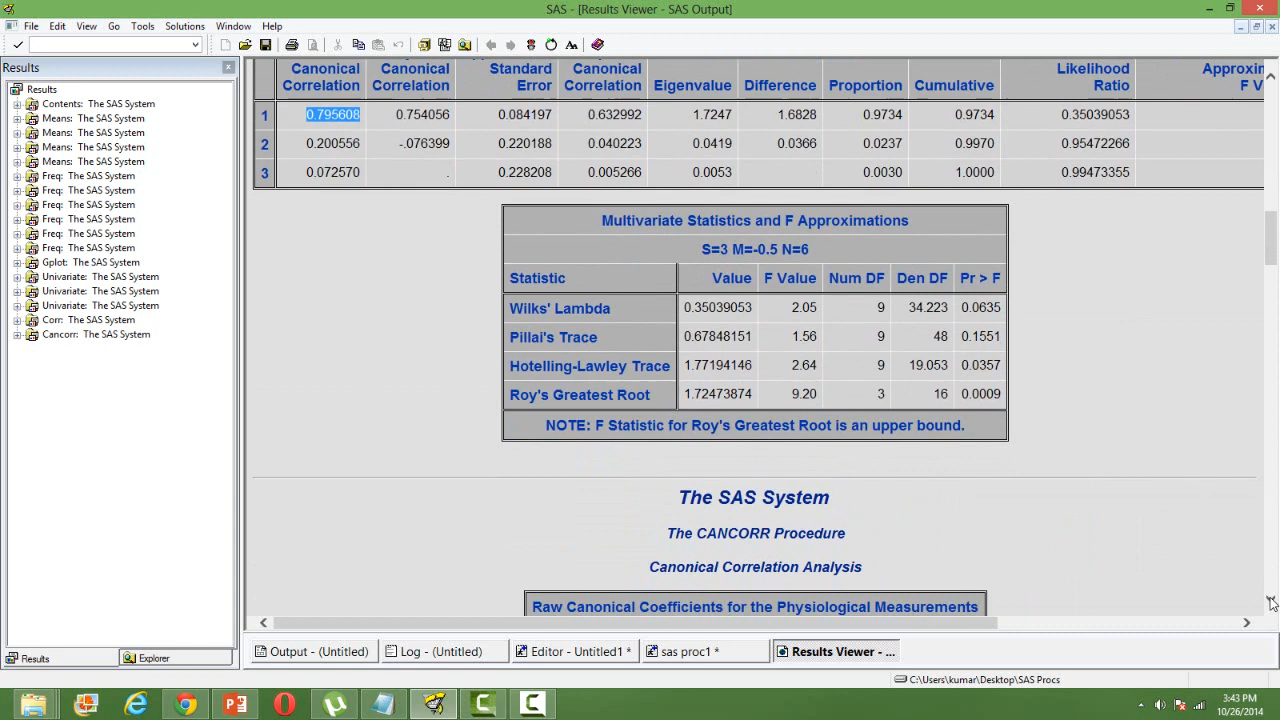 SAS - [Results Viewer - SAS Output]
File Edit View Go Tools Solutions Window Help
Results
Results
Contents: The SAS System
Means: The SAS System
Means: The SAS System
Means: The SAS System
Means: The SAS System
Freq: The SAS System
Freq: The SAS System
Freq: The SAS System
Freq: The SAS System
Freq: The SAS System
Freq: The SAS System
Gplot: The SAS System
Univariate: The SAS System
Univariate: The SAS System
Univariate: The SAS System
Corr: The SAS System
Cancorr: The SAS System
Canonical Canonical Standard Canonical Likelihood Approxin
Correlation Correlation Error Correlation Eigenvalue Difference Proportion Cumulative Ratio F V
1 0.795608 0.754056 0.084197 0.632992 1.7247 1.6828 0.9734 0.9734 0.35039053
2 0.200556 -.076399 0.220188 0.040223 0.0419 0.0366 0.0237 0.9970 0.95472266
3 0.072570 . 0.228208 0.005266 0.0053 0.0030 1.0000 0.99473355
Multivariate Statistics and F Approximations
S=3 M=-0.5 N=6
Statistic Value F Value Num DF Den DF Pr > F
Wilks' Lambda 0.35039053 2.05 9 34.223 0.0635
Pillai's Trace 0.67848151 1.56 9 48 0.1551
Hotelling-Lawley Trace 1.77194146 2.64 9 19.053 0.0357
Roy's Greatest Root 1.72473874 9.20 3 16 0.0009
NOTE: F Statistic for Roy's Greatest Root is an upper bound.
The SAS System
The CANCORR Procedure
Canonical Correlation Analysis
Raw Canonical Coefficients for the Physiological Measurements
Results Explorer
Output - (Untitled) Log - (Untitled) Editor - Untitled1 * sas proc1 * Results Viewer - ...
C:\Users\kumar\Desktop\SAS Procs
3:43 PM
10/26/2014